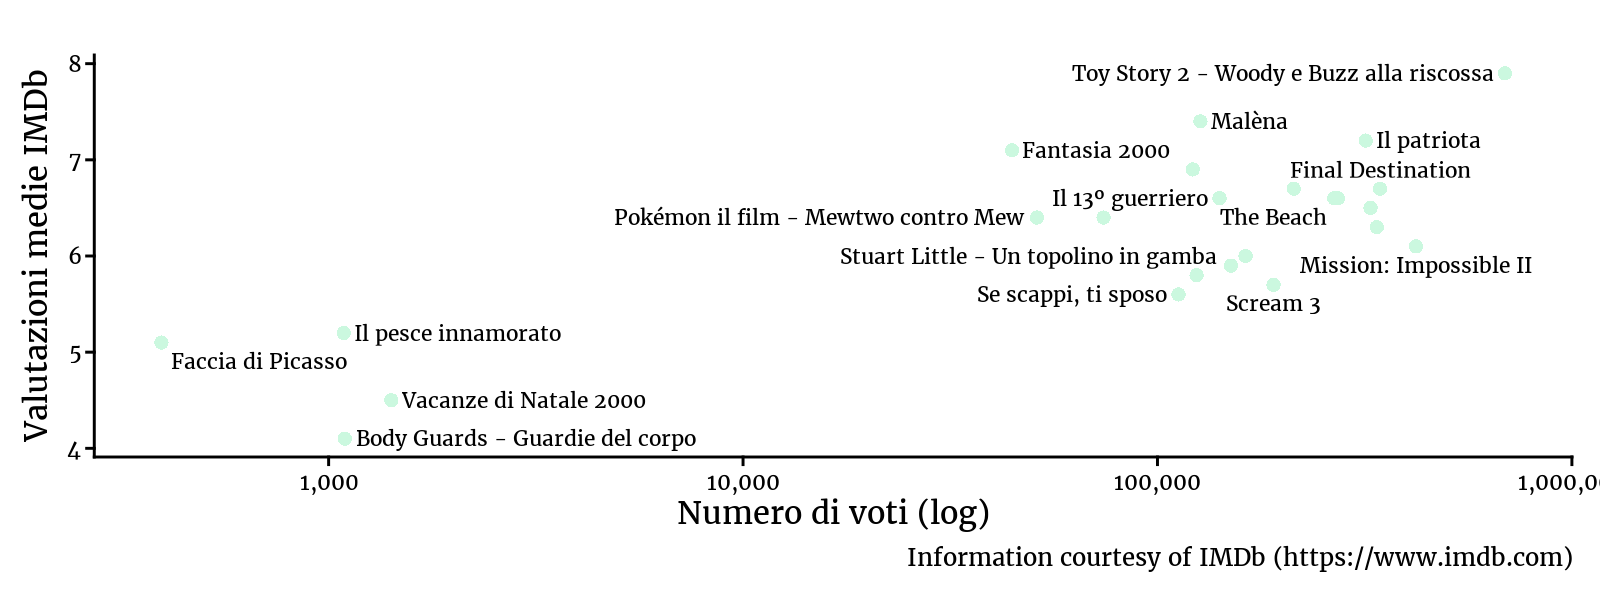 8
Toy Story 2 - Woody e Buzz alla riscossa
Malèna
Il patriota
Fantasia 2000
7
Final Destination
Il 13º guerriero
Pokémon il film - Mewtwo contro Mew
The Beach
6
Stuart Little - Un topolino in gamba
Mission: Impossible II
Se scappi, ti sposo
Scream 3
Il pesce innamorato
5
Faccia di Picasso
Vacanze di Natale 2000
Body Guards - Guardie del corpo
4
Valutazioni medie IMDb
1,000
10,000
100,000
1,000,0
Numero di voti (log)
Information courtesy of IMDb (https://www.imdb.com)